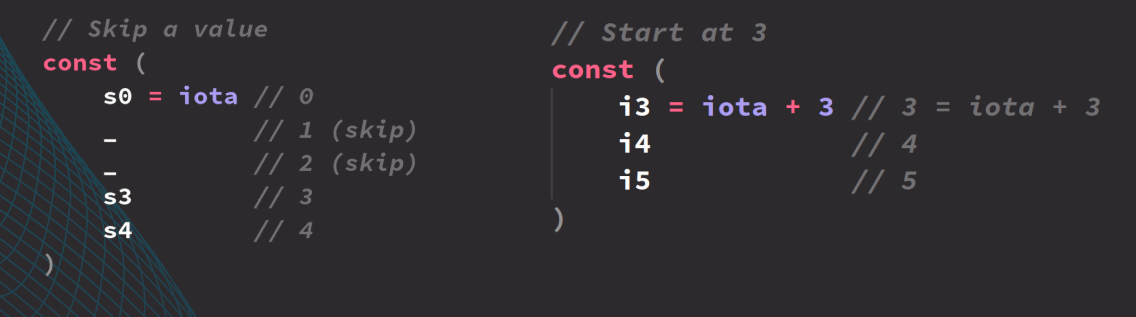 // Skip a value
const (
    s0 = iota // 0
    _         // 1 (skip)
    _         // 2 (skip)
    s3        // 3
    s4        // 4
)
// Start at 3
const (
    i3 = iota + 3 // 3 = iota + 3
    i4            // 4
    i5            // 5
)